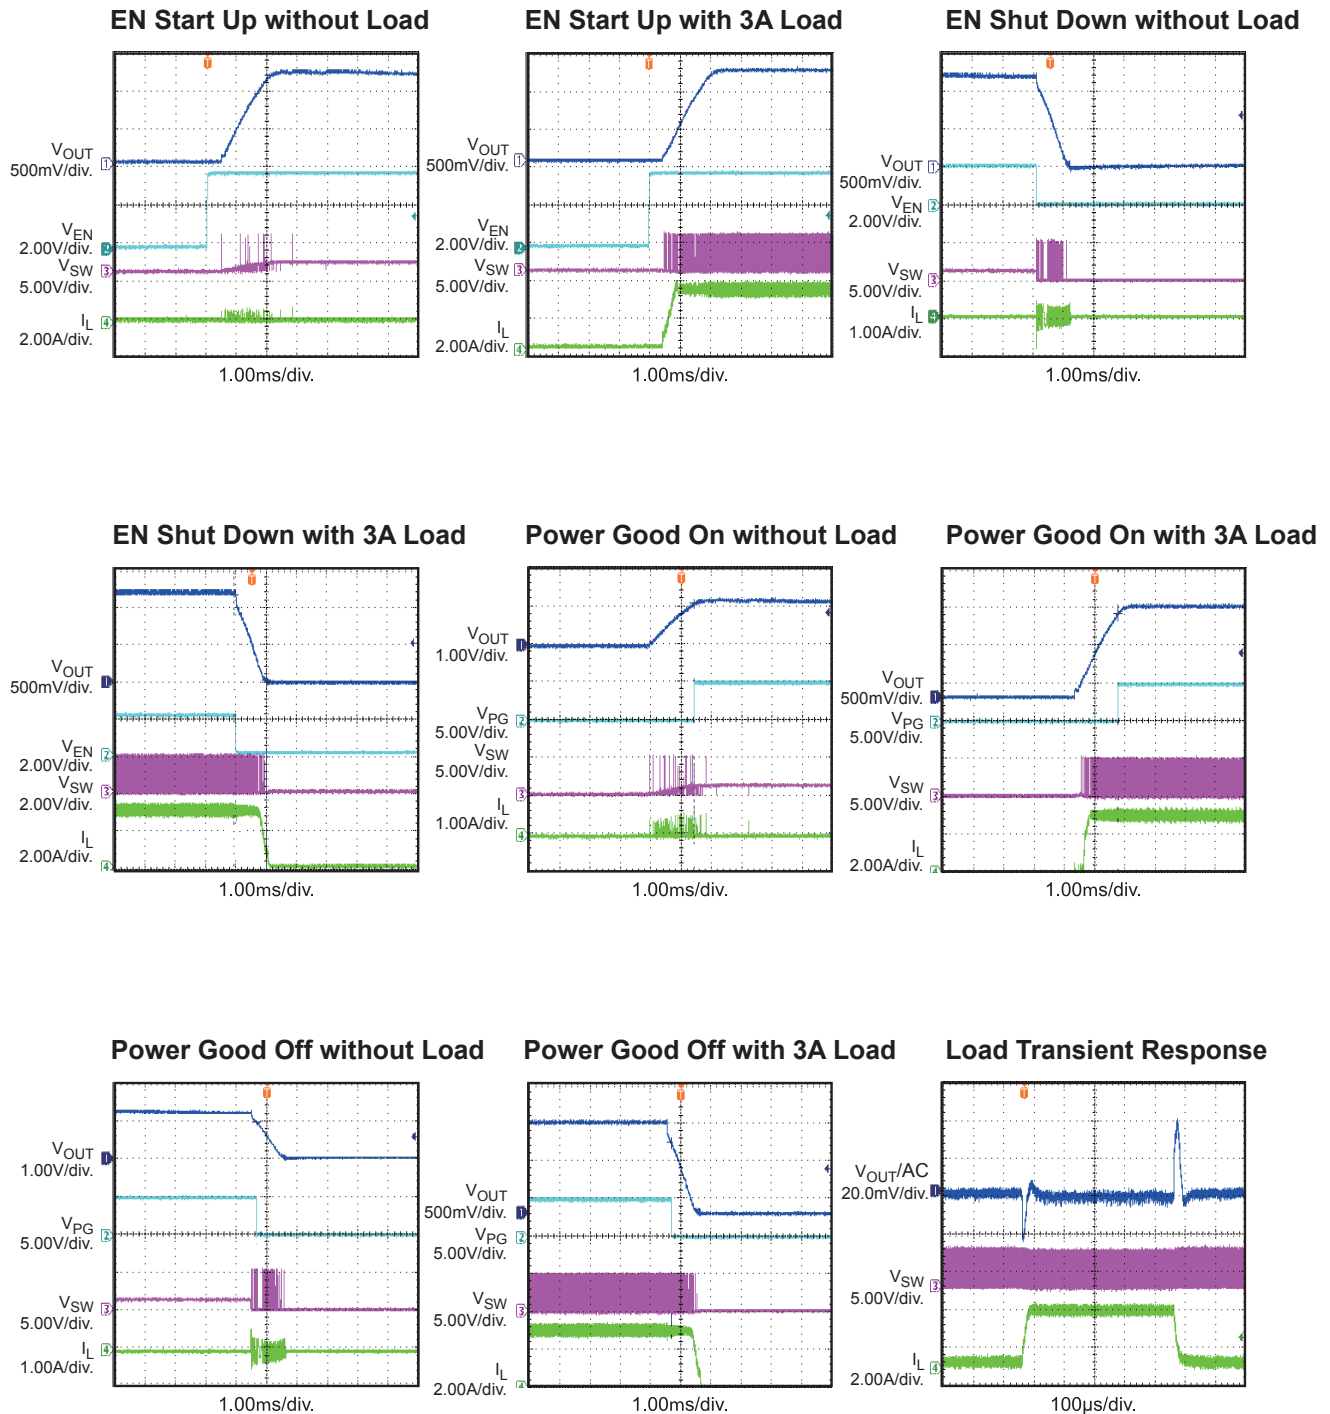 EN Start Up without Load
VOUT
500mV/div.
VEN
2.00V/div.
VSW
5.00V/div.
IL
2.00A/div.
1.00ms/div.
EN Start Up with 3A Load
VOUT
500mV/div.
VEN
2.00V/div.
VSW
5.00V/div.
IL
2.00A/div.
1.00ms/div.
EN Shut Down without Load
VOUT
500mV/div.
VEN
2.00V/div.
VSW
5.00V/div.
IL
1.00A/div.
1.00ms/div.
EN Shut Down with 3A Load
VOUT
500mV/div.
VEN
2.00V/div.
VSW
2.00V/div.
IL
2.00A/div.
1.00ms/div.
Power Good On without Load
VOUT
1.00V/div.
VPG
5.00V/div.
VSW
5.00V/div.
IL
1.00A/div.
1.00ms/div.
Power Good On with 3A Load
VOUT
500mV/div.
VPG
5.00V/div.
VSW
5.00V/div.
IL
2.00A/div.
1.00ms/div.
Power Good Off without Load
VOUT
1.00V/div.
VPG
5.00V/div.
VSW
5.00V/div.
IL
1.00A/div.
1.00ms/div.
Power Good Off with 3A Load
VOUT
500mV/div.
VPG
5.00V/div.
VSW
5.00V/div.
IL
2.00A/div.
1.00ms/div.
Load Transient Response
VOUT/AC
20.0mV/div.
VSW
5.00V/div.
IL
2.00A/div.
100μs/div.